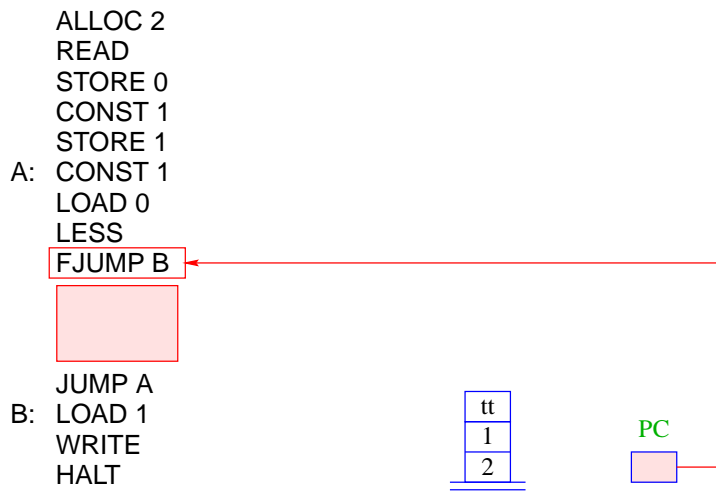 ALLOC 2
READ
STORE 0
CONST 1
STORE 1
A: CONST 1
LOAD 0
LESS
FJUMP B
JUMP A
B: LOAD 1
WRITE
HALT
tt
1
2
PC